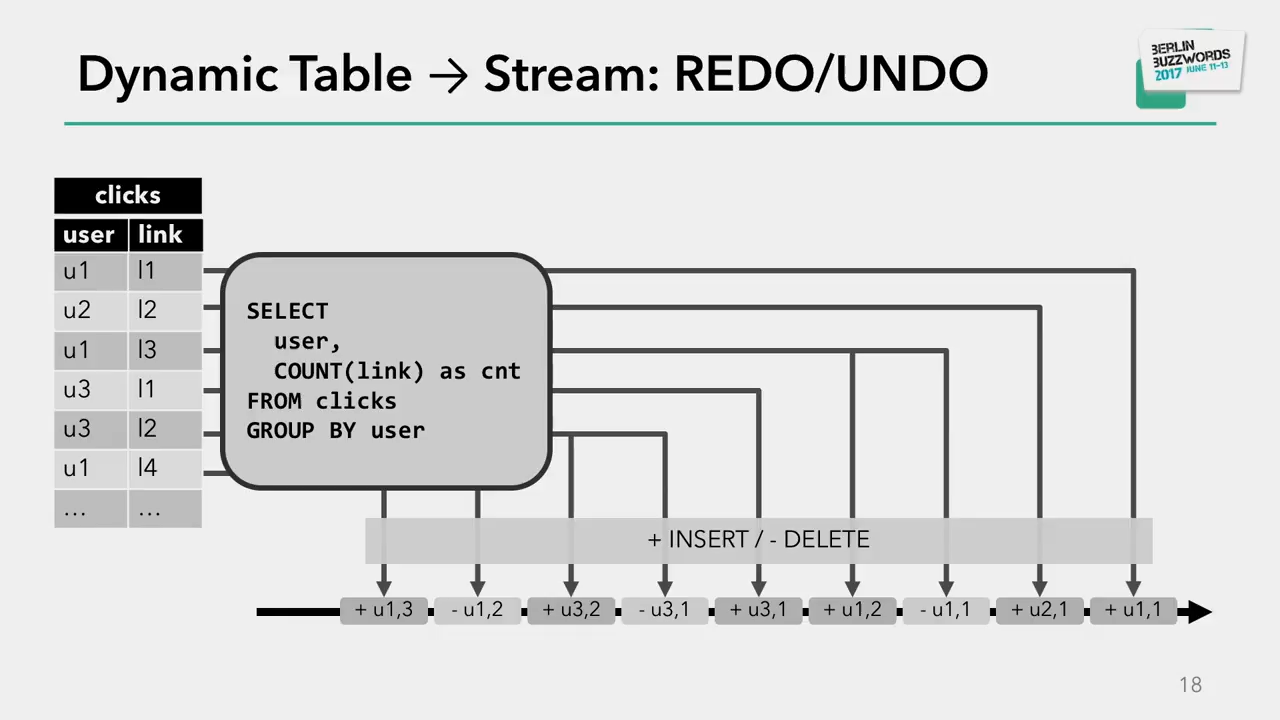 Dynamic Table → Stream: REDO/UNDO
BERLIN
BUZZWORDS
2017 JUNE 11-13
clicks
user link
u1 l1
u2 l2
u1 l3
u3 l1
u3 l2
u1 l4
... ...
SELECT
user,
COUNT(link) as cnt
FROM clicks
GROUP BY user
+ INSERT / - DELETE
+ u1,3 - u1,2 + u3,2 - u3,1 + u3,1 + u1,2 - u1,1 + u2,1 + u1,1
18